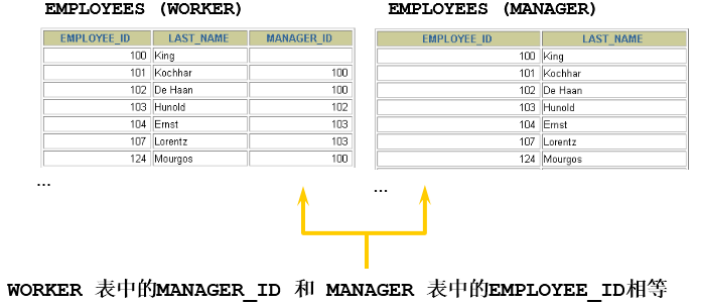 EMPLOYEES (WORKER) EMPLOYEES (MANAGER)
EMPLOYEE_ID LAST_NAME MANAGER_ID EMPLOYEE_ID LAST_NAME
100 King 100 King
101 Kochhar 100 101 Kochhar
102 De Haan 100 102 De Haan
103 Hunold 102 103 Hunold
104 Ernst 103 104 Ernst
107 Lorentz 103 107 Lorentz
124 Mourgos 100 124 Mourgos
… …
WORKER 表中的MANAGER_ID 和 MANAGER 表中的EMPLOYEE_ID相等